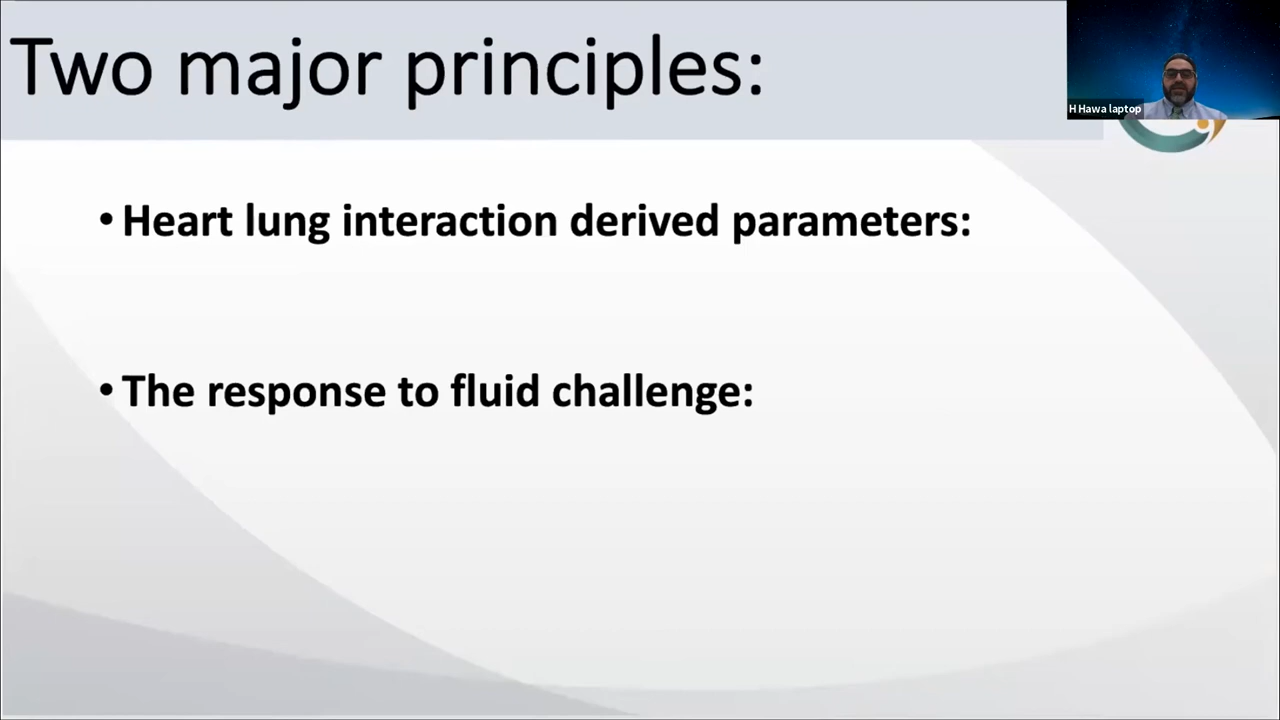 Two major principles:
H Hawa laptop
• Heart lung interaction derived parameters:
• The response to fluid challenge: